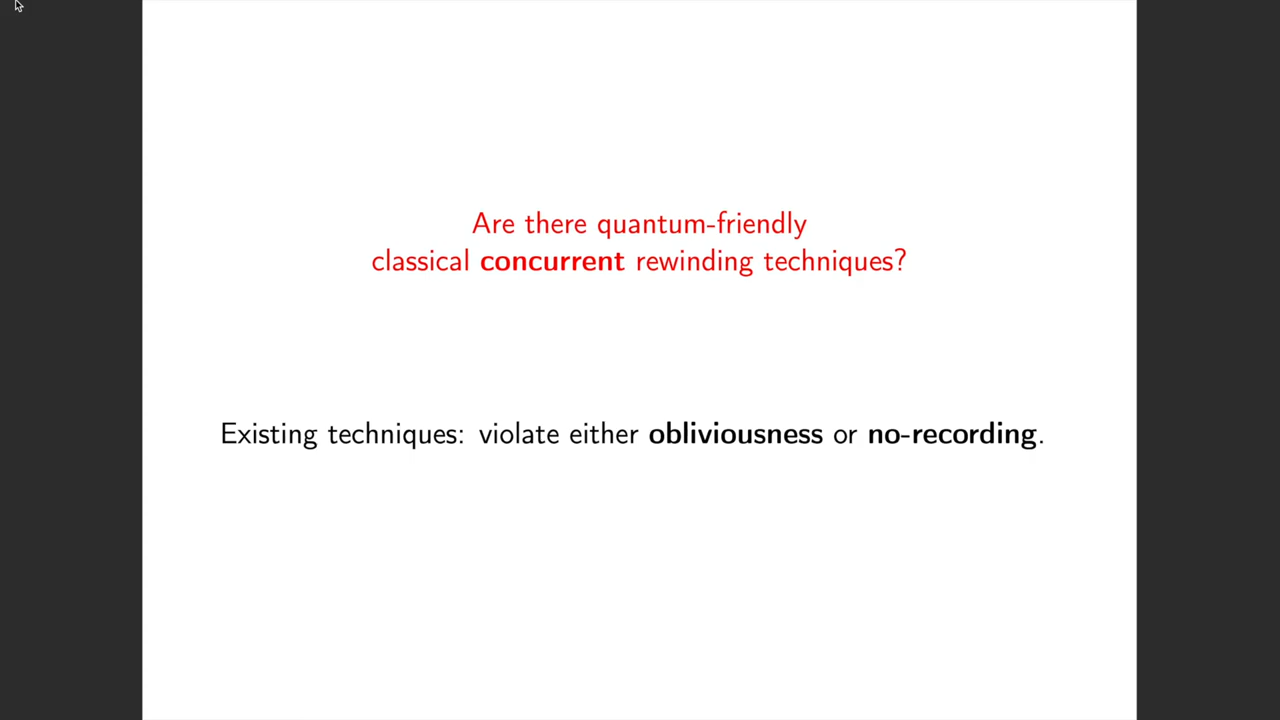 Are there quantum-friendly
classical concurrent rewinding techniques?
Existing techniques: violate either obliviousness or no-recording.